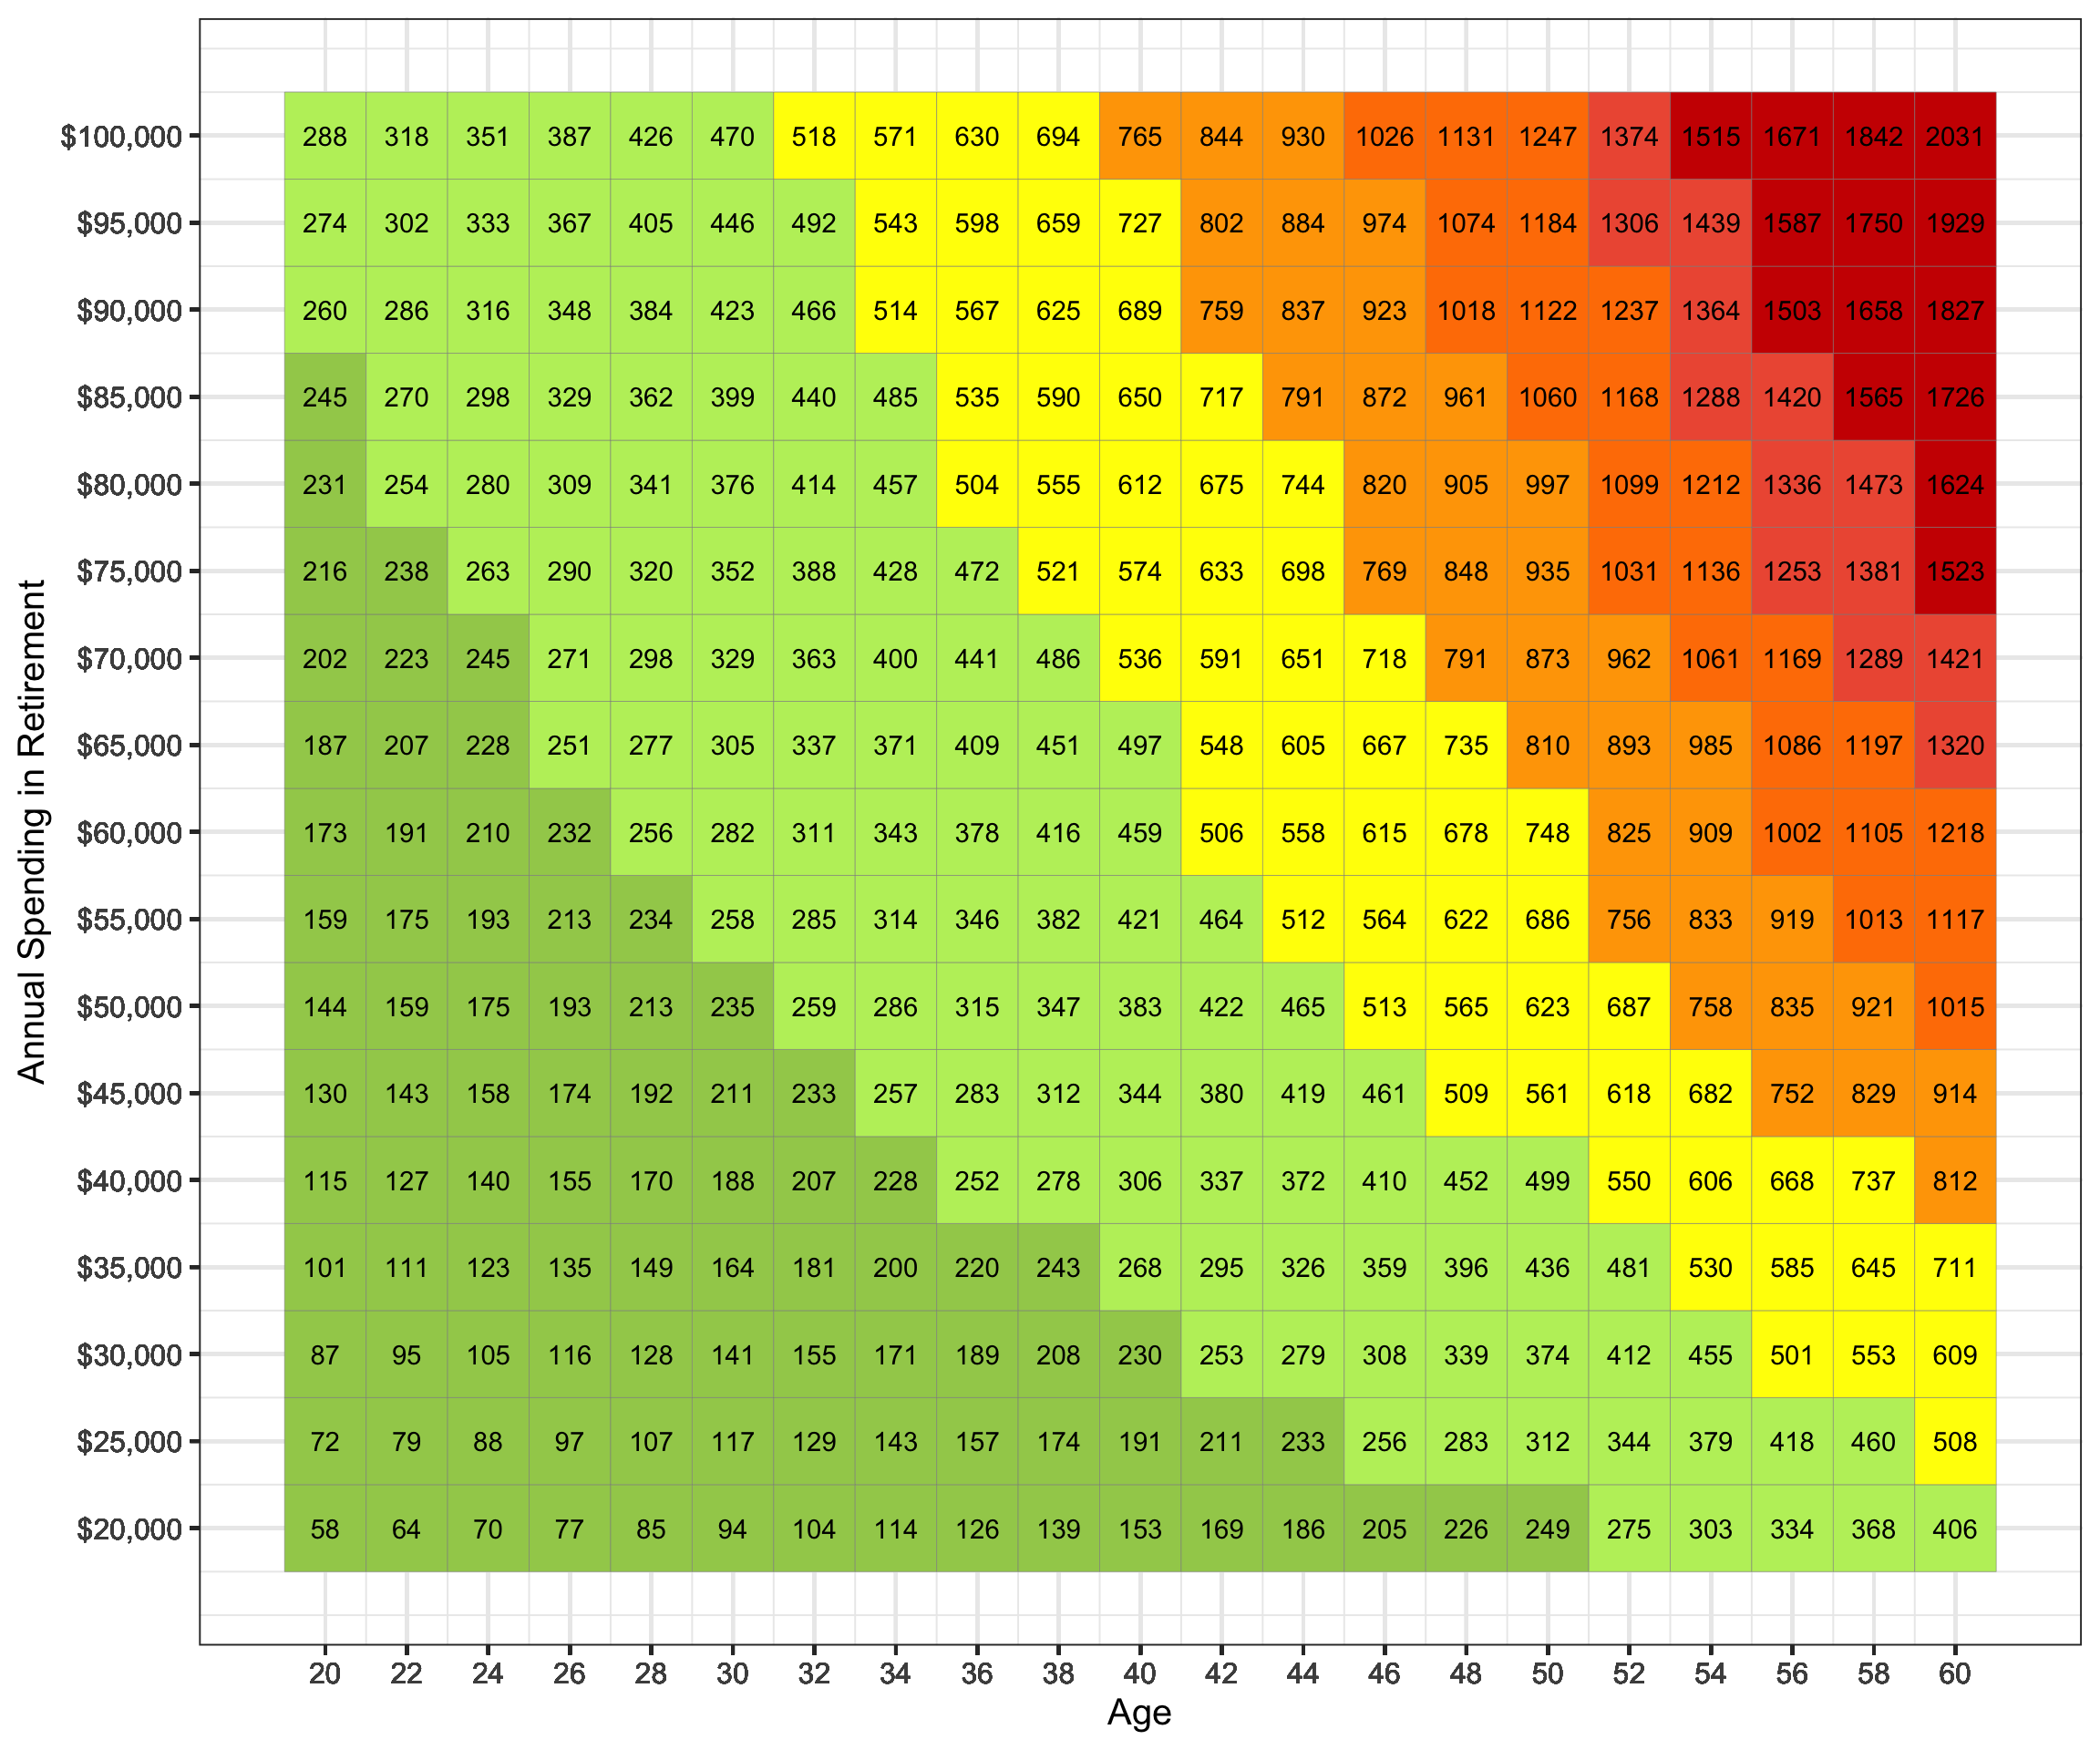 $100,000 288 318 351 387 426 470 518 571 630 694 765 844 930 1026 1131 1247 1374 1515 1671 1842 2031
$95,000 274 302 333 367 405 446 492 543 598 659 727 802 884 974 1074 1184 1306 1439 1587 1750 1929
$90,000 260 286 316 348 384 423 466 514 567 625 689 759 837 923 1018 1122 1237 1364 1503 1658 1827
$85,000 245 270 298 329 362 399 440 485 535 590 650 717 791 872 961 1060 1168 1288 1420 1565 1726
$80,000 231 254 280 309 341 376 414 457 504 555 612 675 744 820 905 997 1099 1212 1336 1473 1624
$75,000 216 238 263 290 320 352 388 428 472 521 574 633 698 769 848 935 1031 1136 1253 1381 1523
$70,000 202 223 245 271 298 329 363 400 441 486 536 591 651 718 791 873 962 1061 1169 1289 1421
$65,000 187 207 228 251 277 305 337 371 409 451 497 548 605 667 735 810 893 985 1086 1197 1320
$60,000 173 191 210 232 256 282 311 343 378 416 459 506 558 615 678 748 825 909 1002 1105 1218
$55,000 159 175 193 213 234 258 285 314 346 382 421 464 512 564 622 686 756 833 919 1013 1117
$50,000 144 159 175 193 213 235 259 286 315 347 383 422 465 513 565 623 687 758 835 921 1015
$45,000 130 143 158 174 192 211 233 257 283 312 344 380 419 461 509 561 618 682 752 829 914
$40,000 115 127 140 155 170 188 207 228 252 278 306 337 372 410 452 499 550 606 668 737 812
$35,000 101 111 123 135 149 164 181 200 220 243 268 295 326 359 396 436 481 530 585 645 711
$30,000 87 95 105 116 128 141 155 171 189 208 230 253 279 308 339 374 412 455 501 553 609
$25,000 72 79 88 97 107 117 129 143 157 174 191 211 233 256 283 312 344 379 418 460 508
$20,000 58 64 70 77 85 94 104 114 126 139 153 169 186 205 226 249 275 303 334 368 406
20 22 24 26 28 30 32 34 36 38 40 42 44 46 48 50 52 54 56 58 60
Age
Annual Spending in Retirement